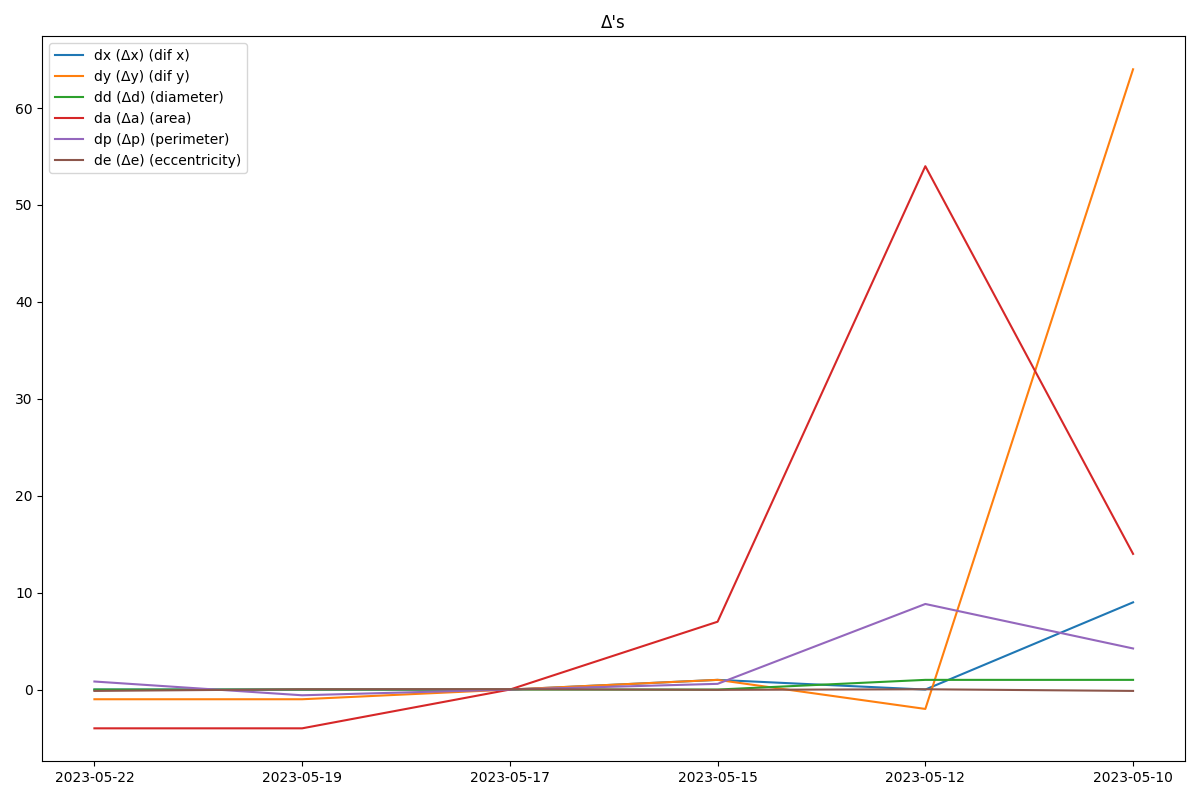 Δ's
dx (Δx) (dif x)
dy (Δy) (dif y)
dd (Δd) (diameter)
da (Δa) (area)
dp (Δp) (perimeter)
de (Δe) (eccentricity)
60
50
40
30
20
10
0
2023-05-22 2023-05-19 2023-05-17 2023-05-15 2023-05-12 2023-05-10